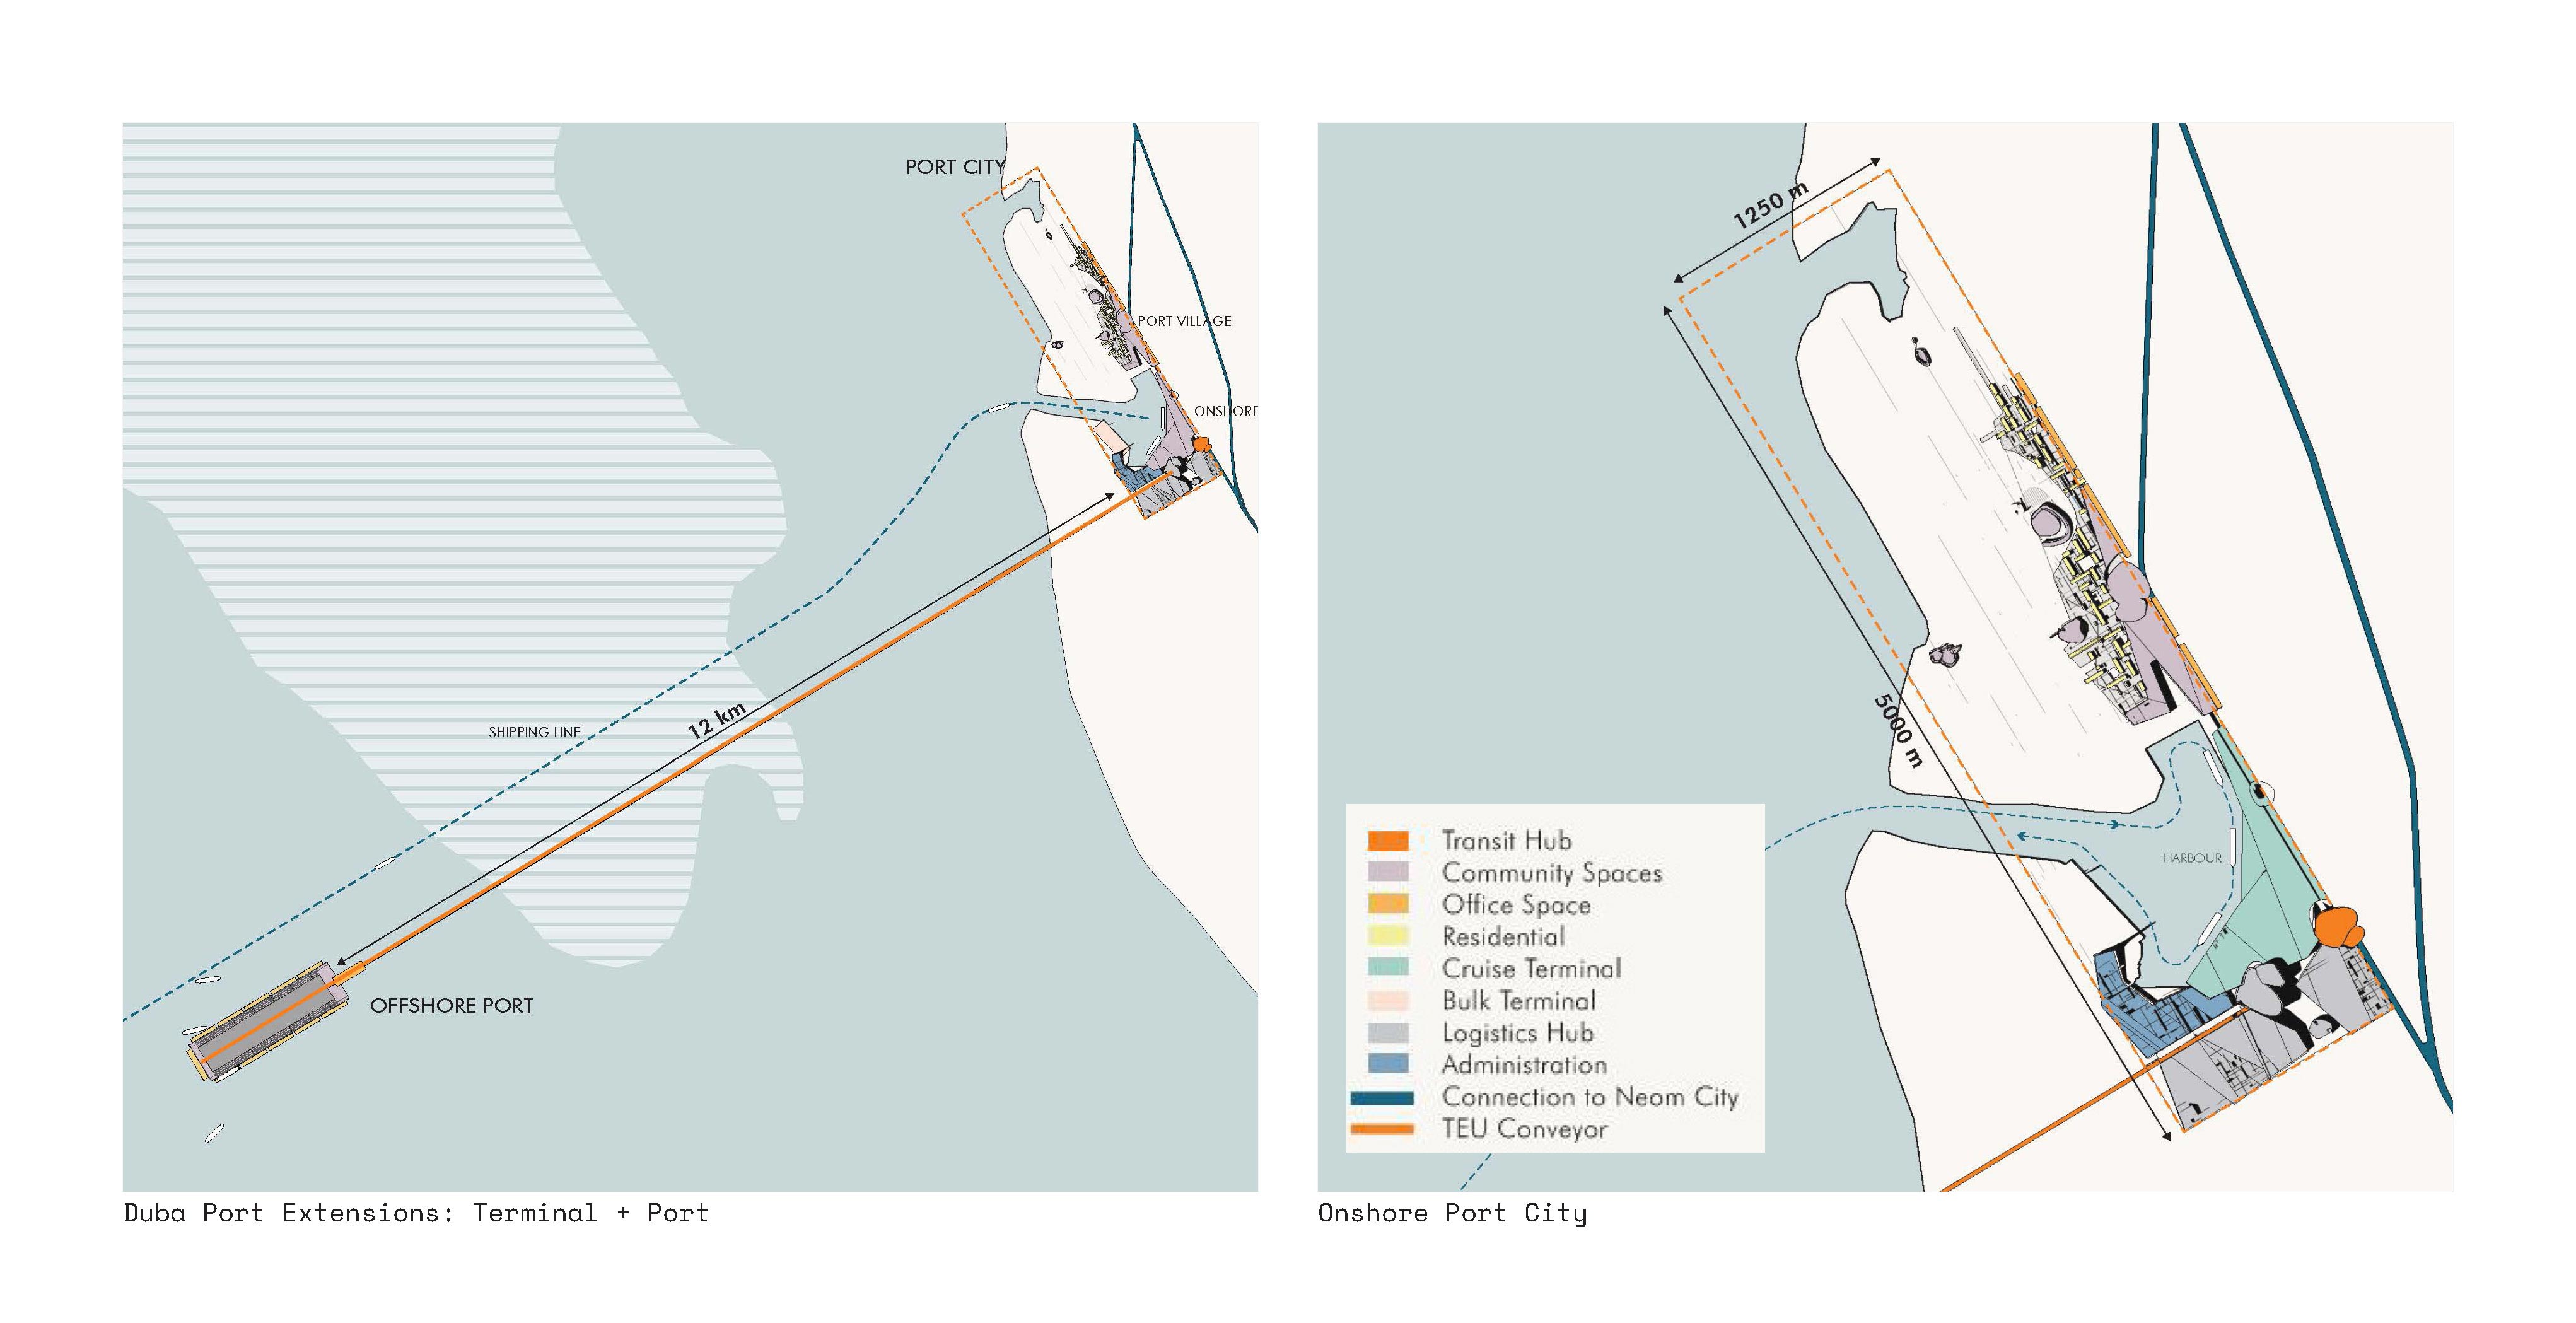 PORT CITY
PORT VILLAGE
ONSHORE
12 km
SHIPPING LINE
OFFSHORE PORT
Duba Port Extensions: Terminal + Port
1250 m
5000 m
HARBOUR
Transit Hub
Community Spaces
Office Space
Residential
Cruise Terminal
Bulk Terminal
Logistics Hub
Administration
Connection to Neom City
TEU Conveyor
Onshore Port City